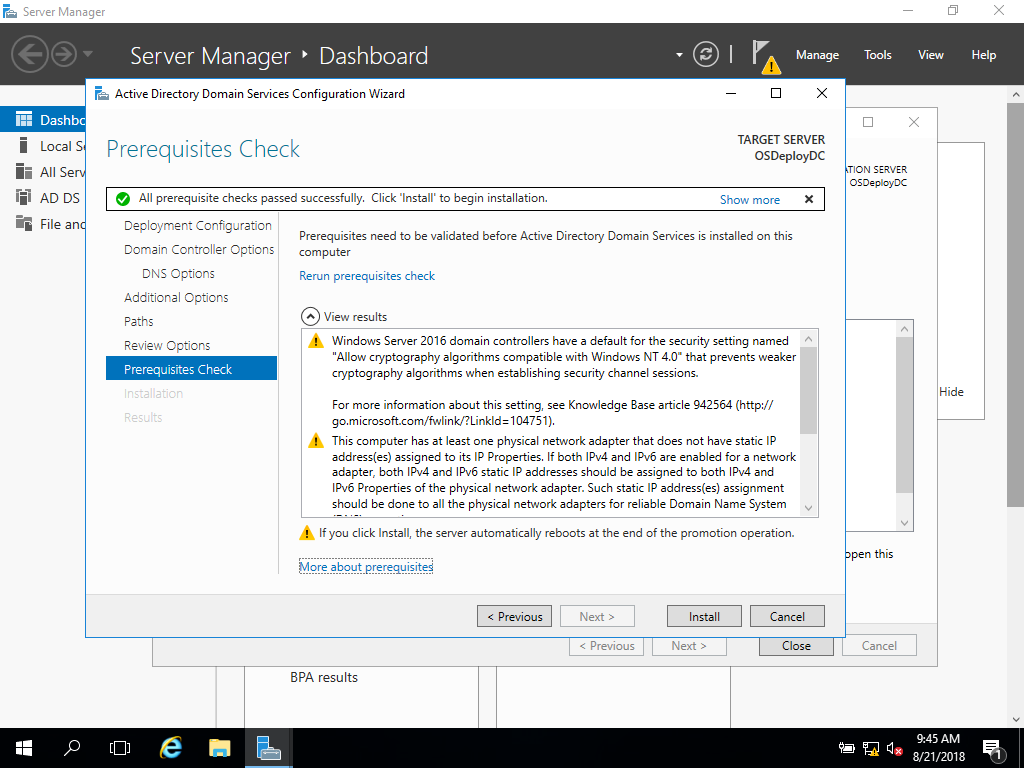 Server Manager
Server Manager ‣ Dashboard
Manage Tools View Help
Active Directory Domain Services Configuration Wizard
Prerequisites Check
TARGET SERVER
OSDeployDC
All prerequisite checks passed successfully. Click 'Install' to begin installation.
Show more
Deployment Configuration
Domain Controller Options
DNS Options
Additional Options
Paths
Review Options
Prerequisites Check
Installation
Results
Prerequisites need to be validated before Active Directory Domain Services is installed on this
computer
Rerun prerequisites check
View results
Windows Server 2016 domain controllers have a default for the security setting named
"Allow cryptography algorithms compatible with Windows NT 4.0" that prevents weaker
cryptography algorithms when establishing security channel sessions.
For more information about this setting, see Knowledge Base article 942564 (http://
go.microsoft.com/fwlink/?LinkId=104751).
This computer has at least one physical network adapter that does not have static IP
address(es) assigned to its IP Properties. If both IPv4 and IPv6 are enabled for a network
adapter, both IPv4 and IPv6 static IP addresses should be assigned to both IPv4 and
IPv6 Properties of the physical network adapter. Such static IP address(es) assignment
should be done to all the physical network adapters for reliable Domain Name System
If you click Install, the server automatically reboots at the end of the promotion operation.
More about prerequisites
< Previous
Next >
Install
Cancel
Dashbo
Local Se
All Serv
AD DS
File and
ATION SERVER
OSDeployDC
Hide
open this
< Previous
Next >
Close
Cancel
BPA results
9:45 AM
8/21/2018
1